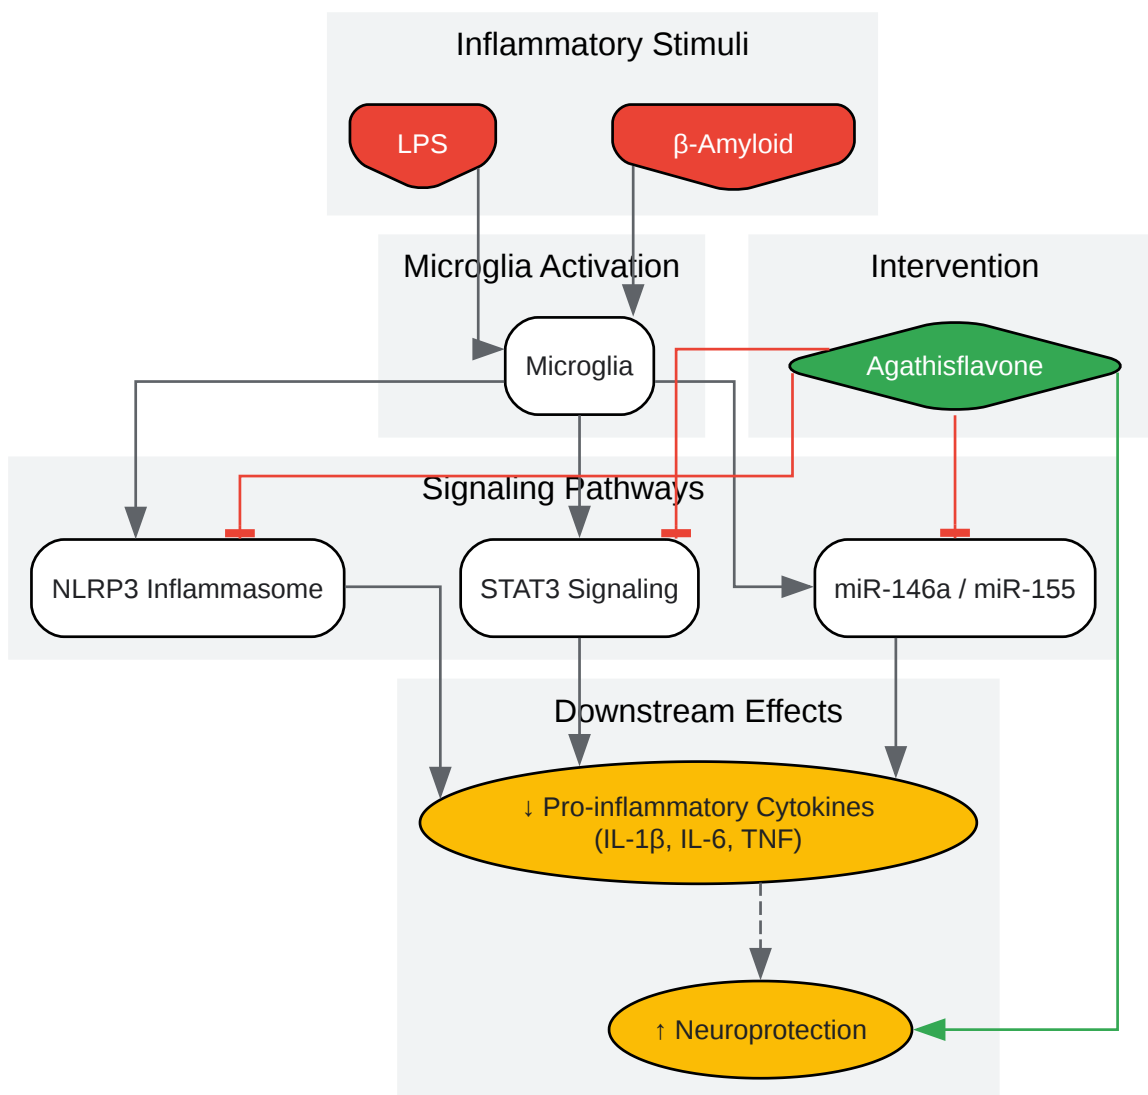 Inflammatory Stimuli
LPS
β-Amyloid
Microglia Activation
Intervention
Microglia
Agathisflavone
Signaling Pathways
NLRP3 Inflammasome
STAT3 Signaling
miR-146a / miR-155
Downstream Effects
↓ Pro-inflammatory Cytokines
(IL-1β, IL-6, TNF)
↑ Neuroprotection